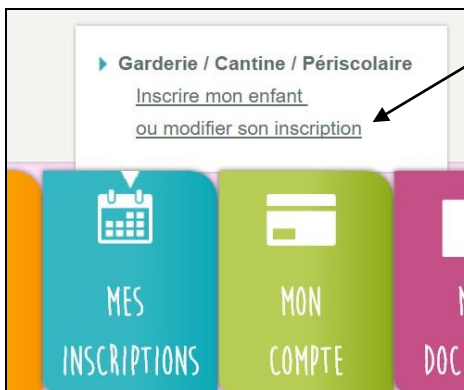 Garderie / Cantine / Périscolaire
Inscrire mon enfant
ou modifier son inscription
MES
INSCRIPTIONS
MON
COMPTE
DOC